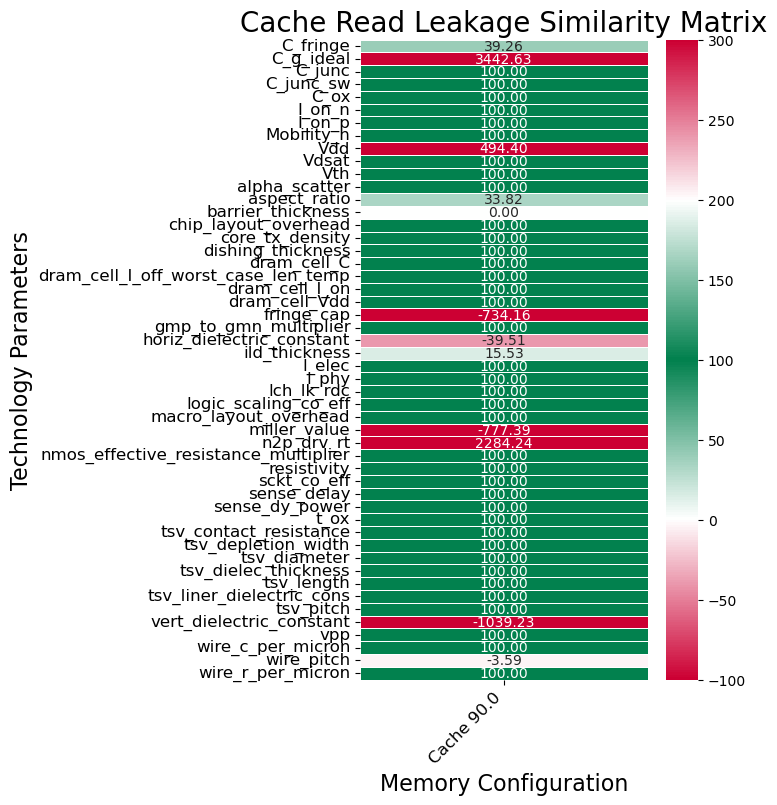 Cache Read Leakage Similarity Matrix
Technology Parameters
C_fringe 39.26
C_g_ideal 3442.63
C_junc 100.00
C_junc_sw 100.00
C_ox 100.00
I_on_n 100.00
I_on_p 100.00
Mobility_n 100.00
Vdd 494.40
Vdsat 100.00
Vth 100.00
alpha_scatter 100.00
aspect_ratio 33.82
barrier_thickness 0.00
chip_layout_overhead 100.00
core_tx_density 100.00
dishing_thickness 100.00
dram_cell_C 100.00
dram_cell_I_off_worst_case_len_temp 100.00
dram_cell_I_on 100.00
dram_cell_Vdd 100.00
fringe_cap -734.16
gmp_to_gmn_multiplier 100.00
horiz_dielectric_constant -39.51
ild_thickness 15.53
l_elec 100.00
l_phy 100.00
lch_lk_rdc 100.00
logic_scaling_co_eff 100.00
macro_layout_overhead 100.00
miller_value -777.39
n2p_drv_rt 2284.24
nmos_effective_resistance_multiplier 100.00
resistivity 100.00
sckt_co_eff 100.00
sense_delay 100.00
sense_dy_power 100.00
t_ox 100.00
tsv_contact_resistance 100.00
tsv_depletion_width 100.00
tsv_diameter 100.00
tsv_dielec_thickness 100.00
tsv_length 100.00
tsv_liner_dielectric_cons 100.00
tsv_pitch 100.00
vert_dielectric_constant -1039.23
vpp 100.00
wire_c_per_micron 100.00
wire_pitch -3.59
wire_r_per_micron 100.00
300
250
200
150
100
50
0
−50
−100
Cache 90.0
Memory Configuration